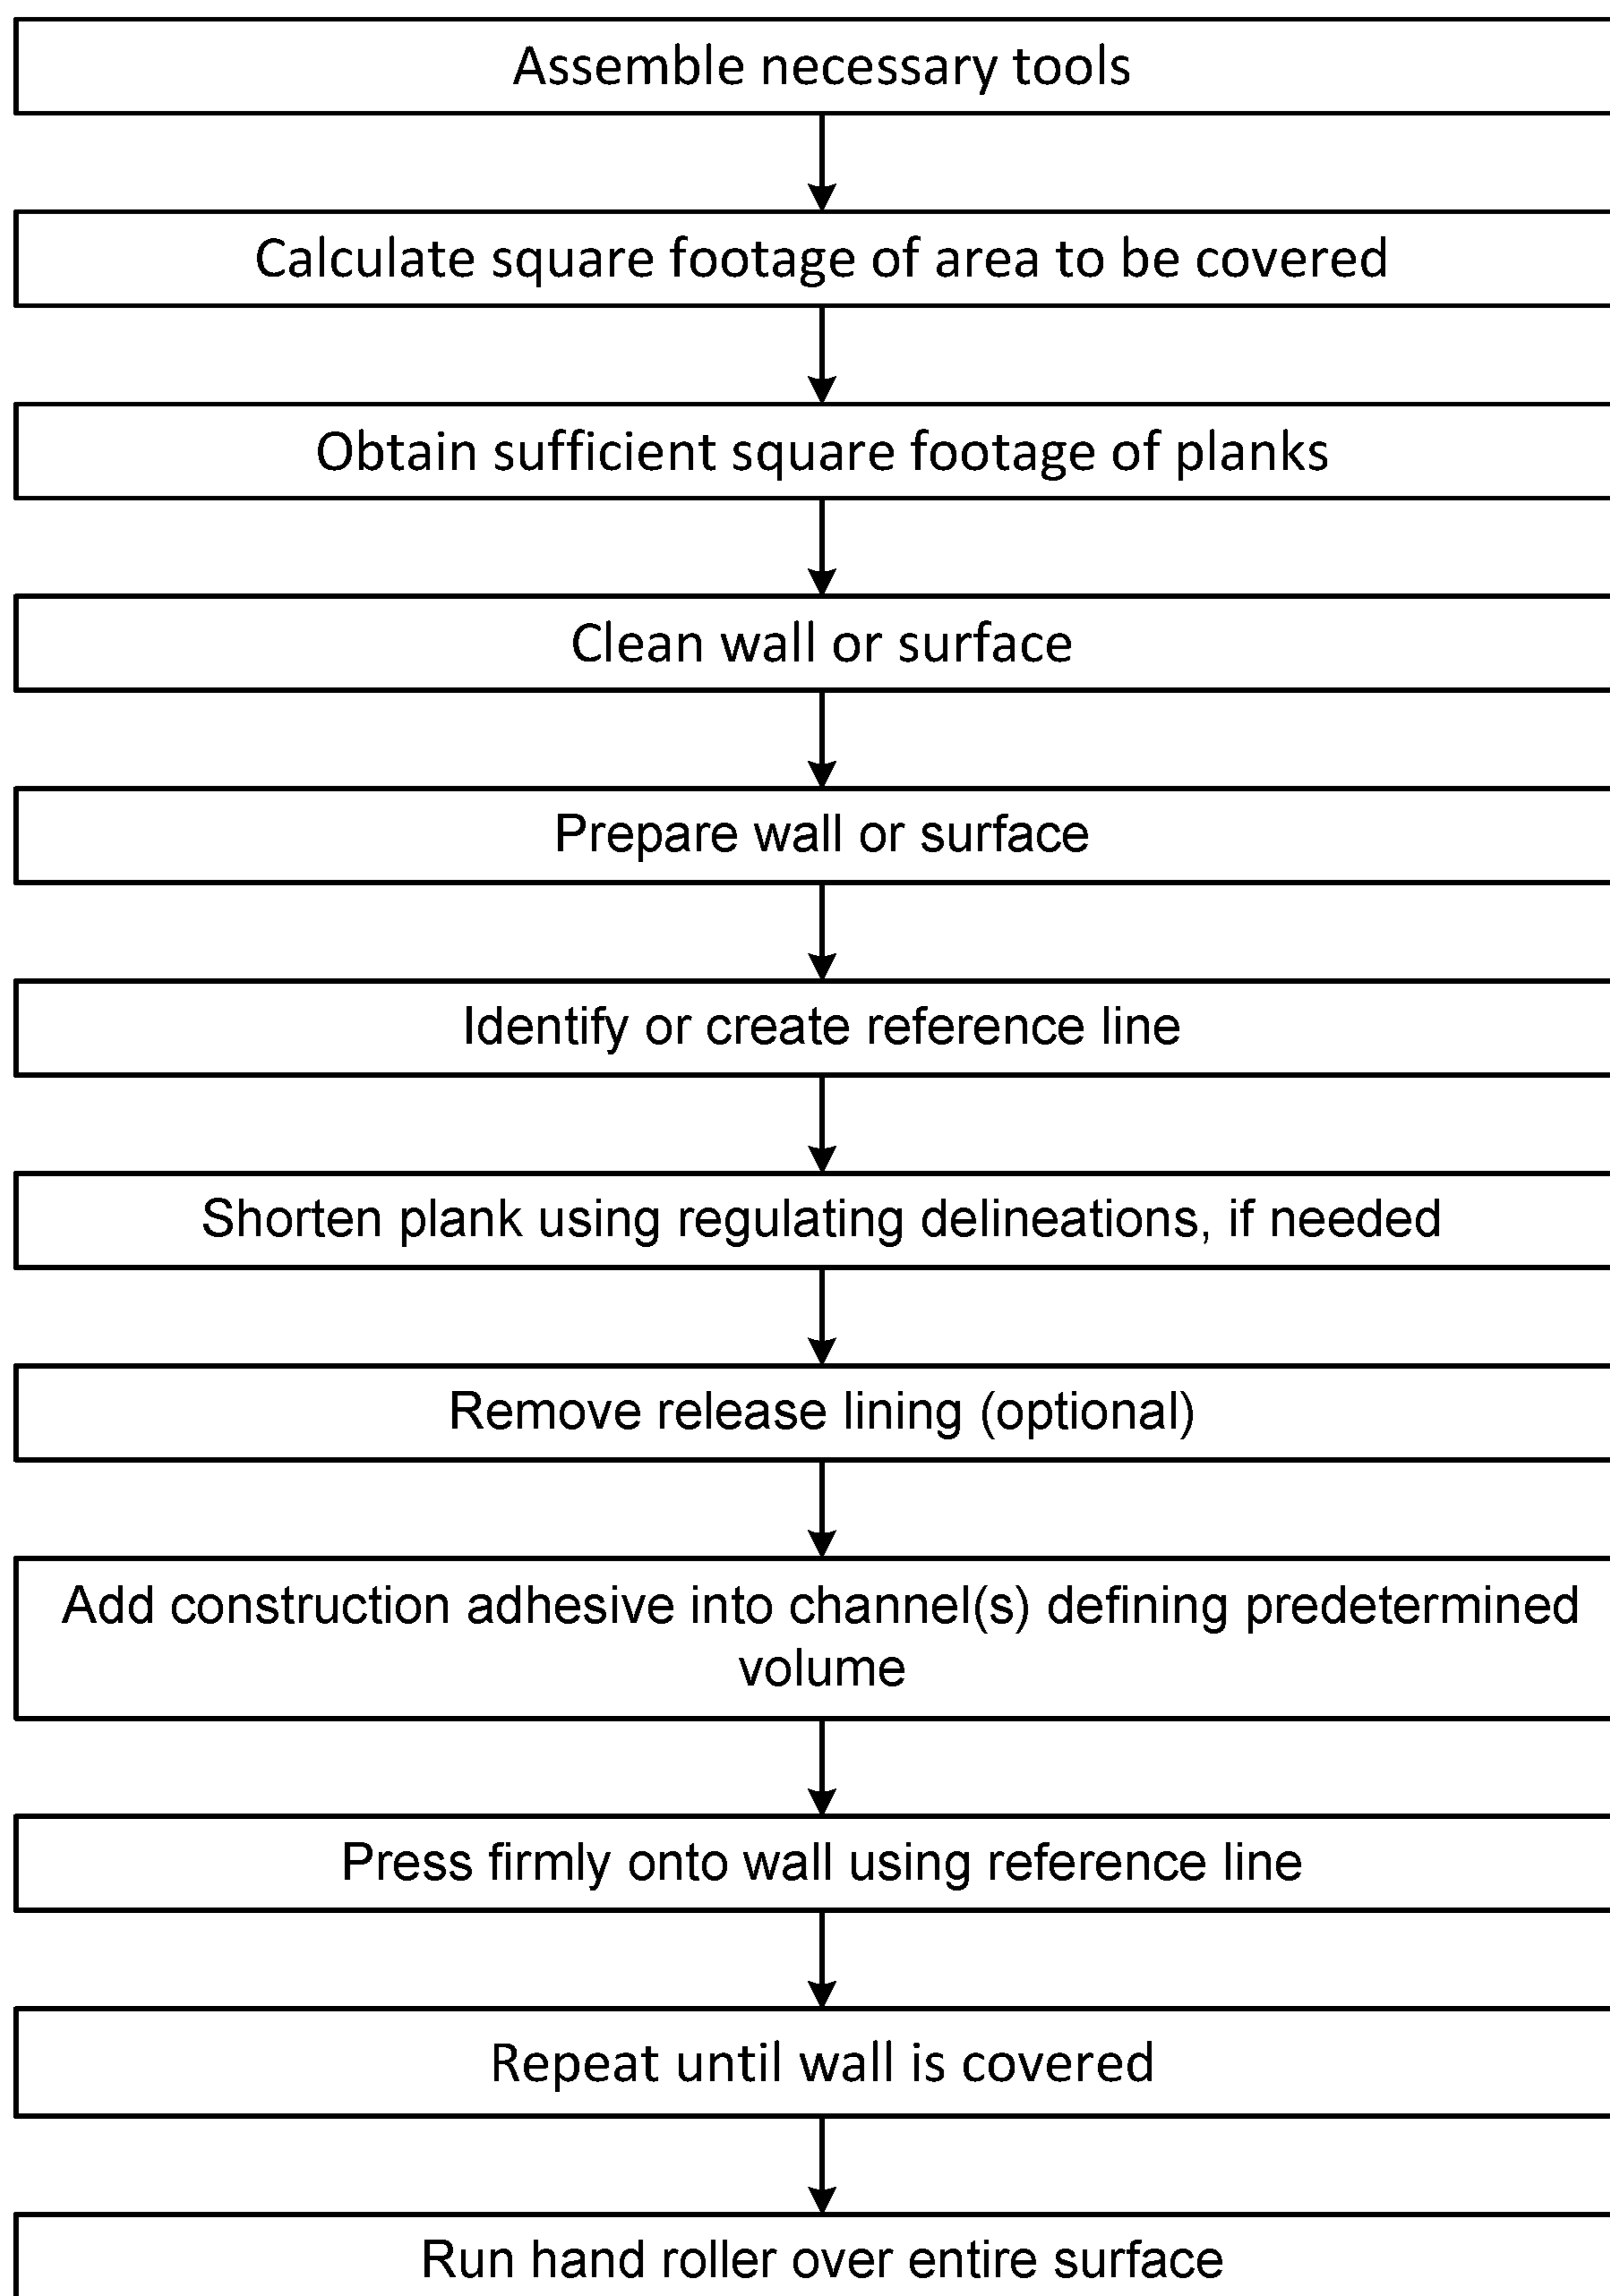 Assemble necessary tools
Calculate square footage of area to be covered
Obtain sufficient square footage of planks
Clean wall or surface
Prepare wall or surface
Identify or create reference line
Shorten plank using regulating delineations, if needed
Remove release lining (optional)
Add construction adhesive into channel(s) defining predetermined
volume
Press firmly onto wall using reference line
Repeat until wall is covered
Run hand roller over entire surface